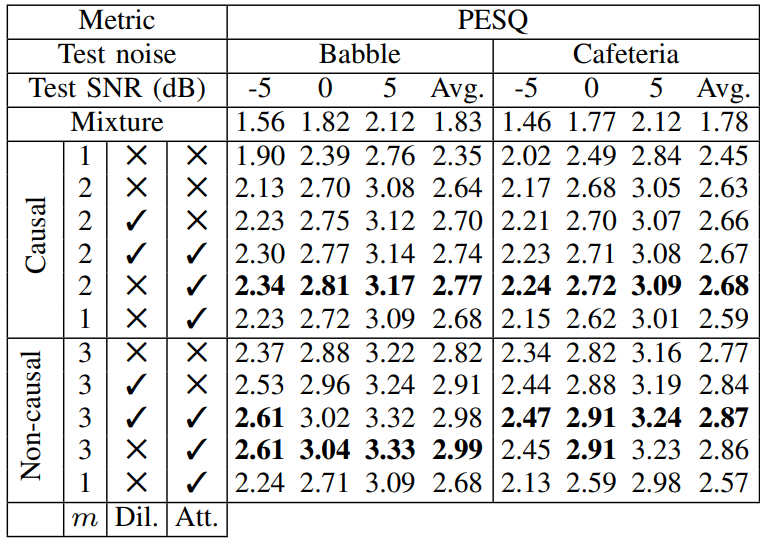 Metric PESQ
Test noise Babble Cafeteria
Test SNR (dB) -5 0 5 Avg. -5 0 5 Avg.
Mixture 1.56 1.82 2.12 1.83 1.46 1.77 2.12 1.78
Causal
1 ✕ ✕ 1.90 2.39 2.76 2.35 2.02 2.49 2.84 2.45
2 ✕ ✕ 2.13 2.70 3.08 2.64 2.17 2.68 3.05 2.63
2 ✓ ✕ 2.23 2.75 3.12 2.70 2.21 2.70 3.07 2.66
2 ✓ ✓ 2.30 2.77 3.14 2.74 2.23 2.71 3.08 2.67
2 ✕ ✓ 2.34 2.81 3.17 2.77 2.24 2.72 3.09 2.68
1 ✕ ✓ 2.23 2.72 3.09 2.68 2.15 2.62 3.01 2.59
Non-causal
3 ✕ ✕ 2.37 2.88 3.22 2.82 2.34 2.82 3.16 2.77
3 ✓ ✕ 2.53 2.96 3.24 2.91 2.44 2.88 3.19 2.84
3 ✓ ✓ 2.61 3.02 3.32 2.98 2.47 2.91 3.24 2.87
3 ✕ ✓ 2.61 3.04 3.33 2.99 2.45 2.91 3.23 2.86
1 ✕ ✓ 2.24 2.71 3.09 2.68 2.13 2.59 2.98 2.57
m Dil. Att.